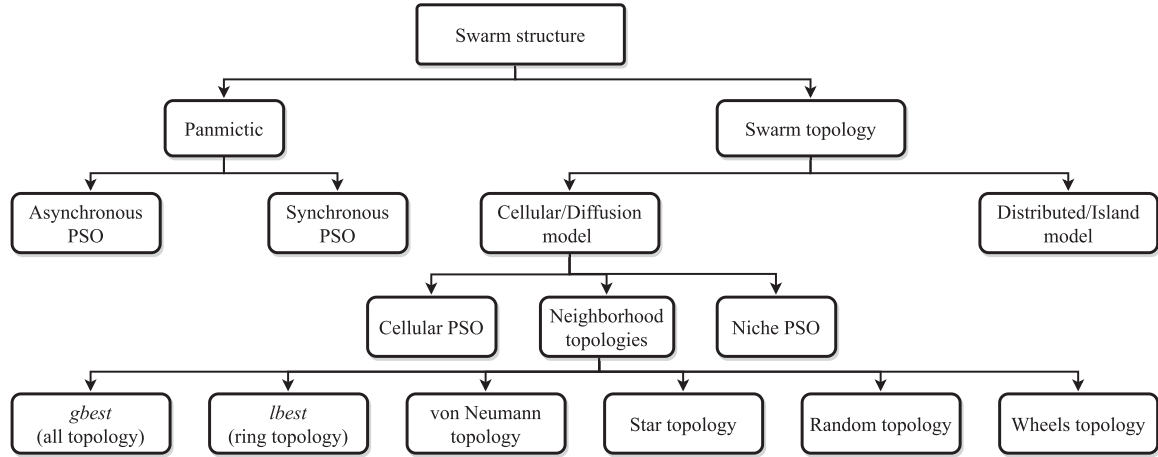 Swarm structure
Panmictic
Swarm topology
Asynchronous
PSO
Synchronous
PSO
Cellular/Diffusion
model
Distributed/Island
model
Cellular PSO
Neighborhood
topologies
Niche PSO
gbest
(all topology)
lbest
(ring topology)
von Neumann
topology
Star topology
Random topology
Wheels topology